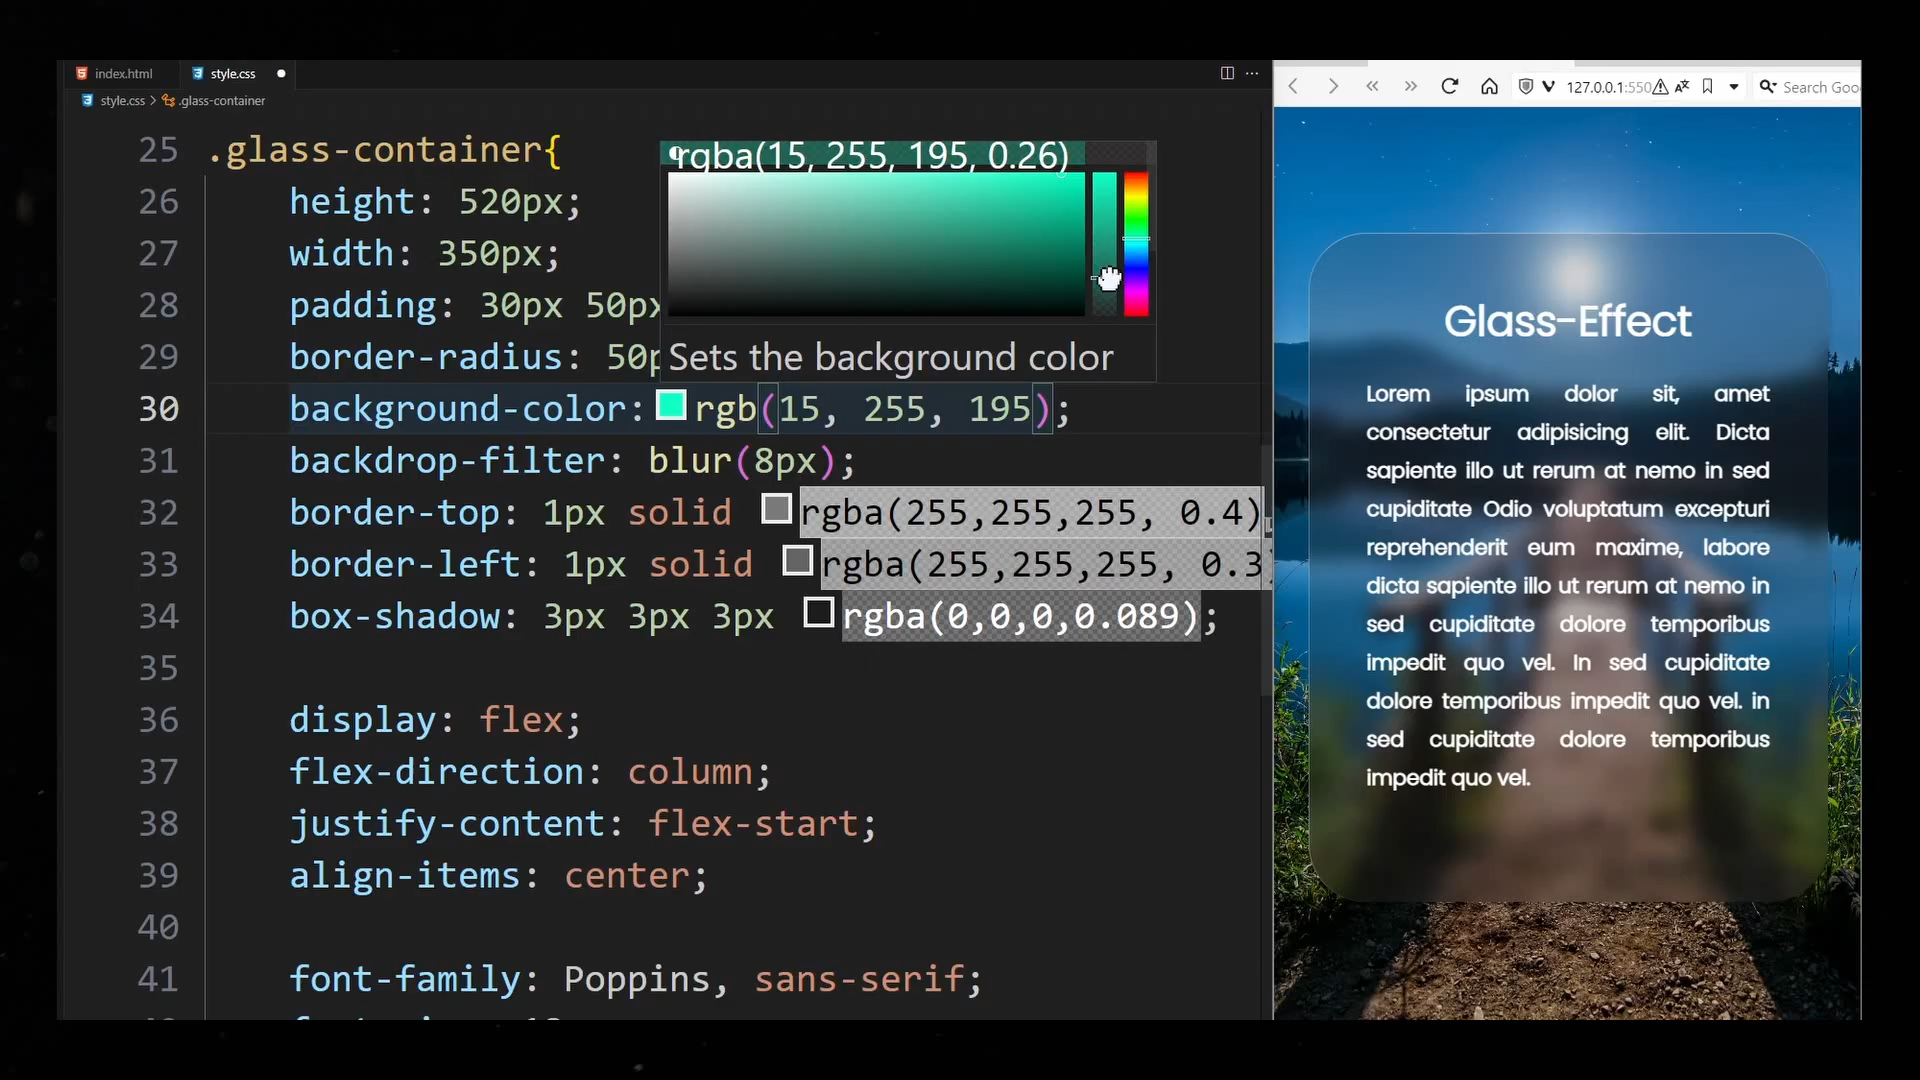 index.html
style.css
style.css > .glass-container
25 .glass-container{
26 height: 520px;
27 width: 350px;
28 padding: 30px 50px
29 border-radius: 50p
30 background-color: rgb(15, 255, 195);
31 backdrop-filter: blur(8px);
32 border-top: 1px solid rgba(255,255,255, 0.4)
33 border-left: 1px solid rgba(255,255,255, 0.3
34 box-shadow: 3px 3px 3px rgba(0,0,0,0.089);
35
36 display: flex;
37 flex-direction: column;
38 justify-content: flex-start;
39 align-items: center;
40
41 font-family: Poppins, sans-serif;
rgba(15, 255, 195, 0.26)
Sets the background color
127.0.0.1:550
Search Goo
Glass-Effect
Lorem ipsum dolor sit, amet
consectetur adipisicing elit. Dicta
sapiente illo ut rerum at nemo in sed
cupiditate Odio voluptatum excepturi
reprehenderit eum maxime, labore
dicta sapiente illo ut rerum at nemo in
sed cupiditate dolore temporibus
impedit quo vel. In sed cupiditate
dolore temporibus impedit quo vel. in
sed cupiditate dolore temporibus
impedit quo vel.